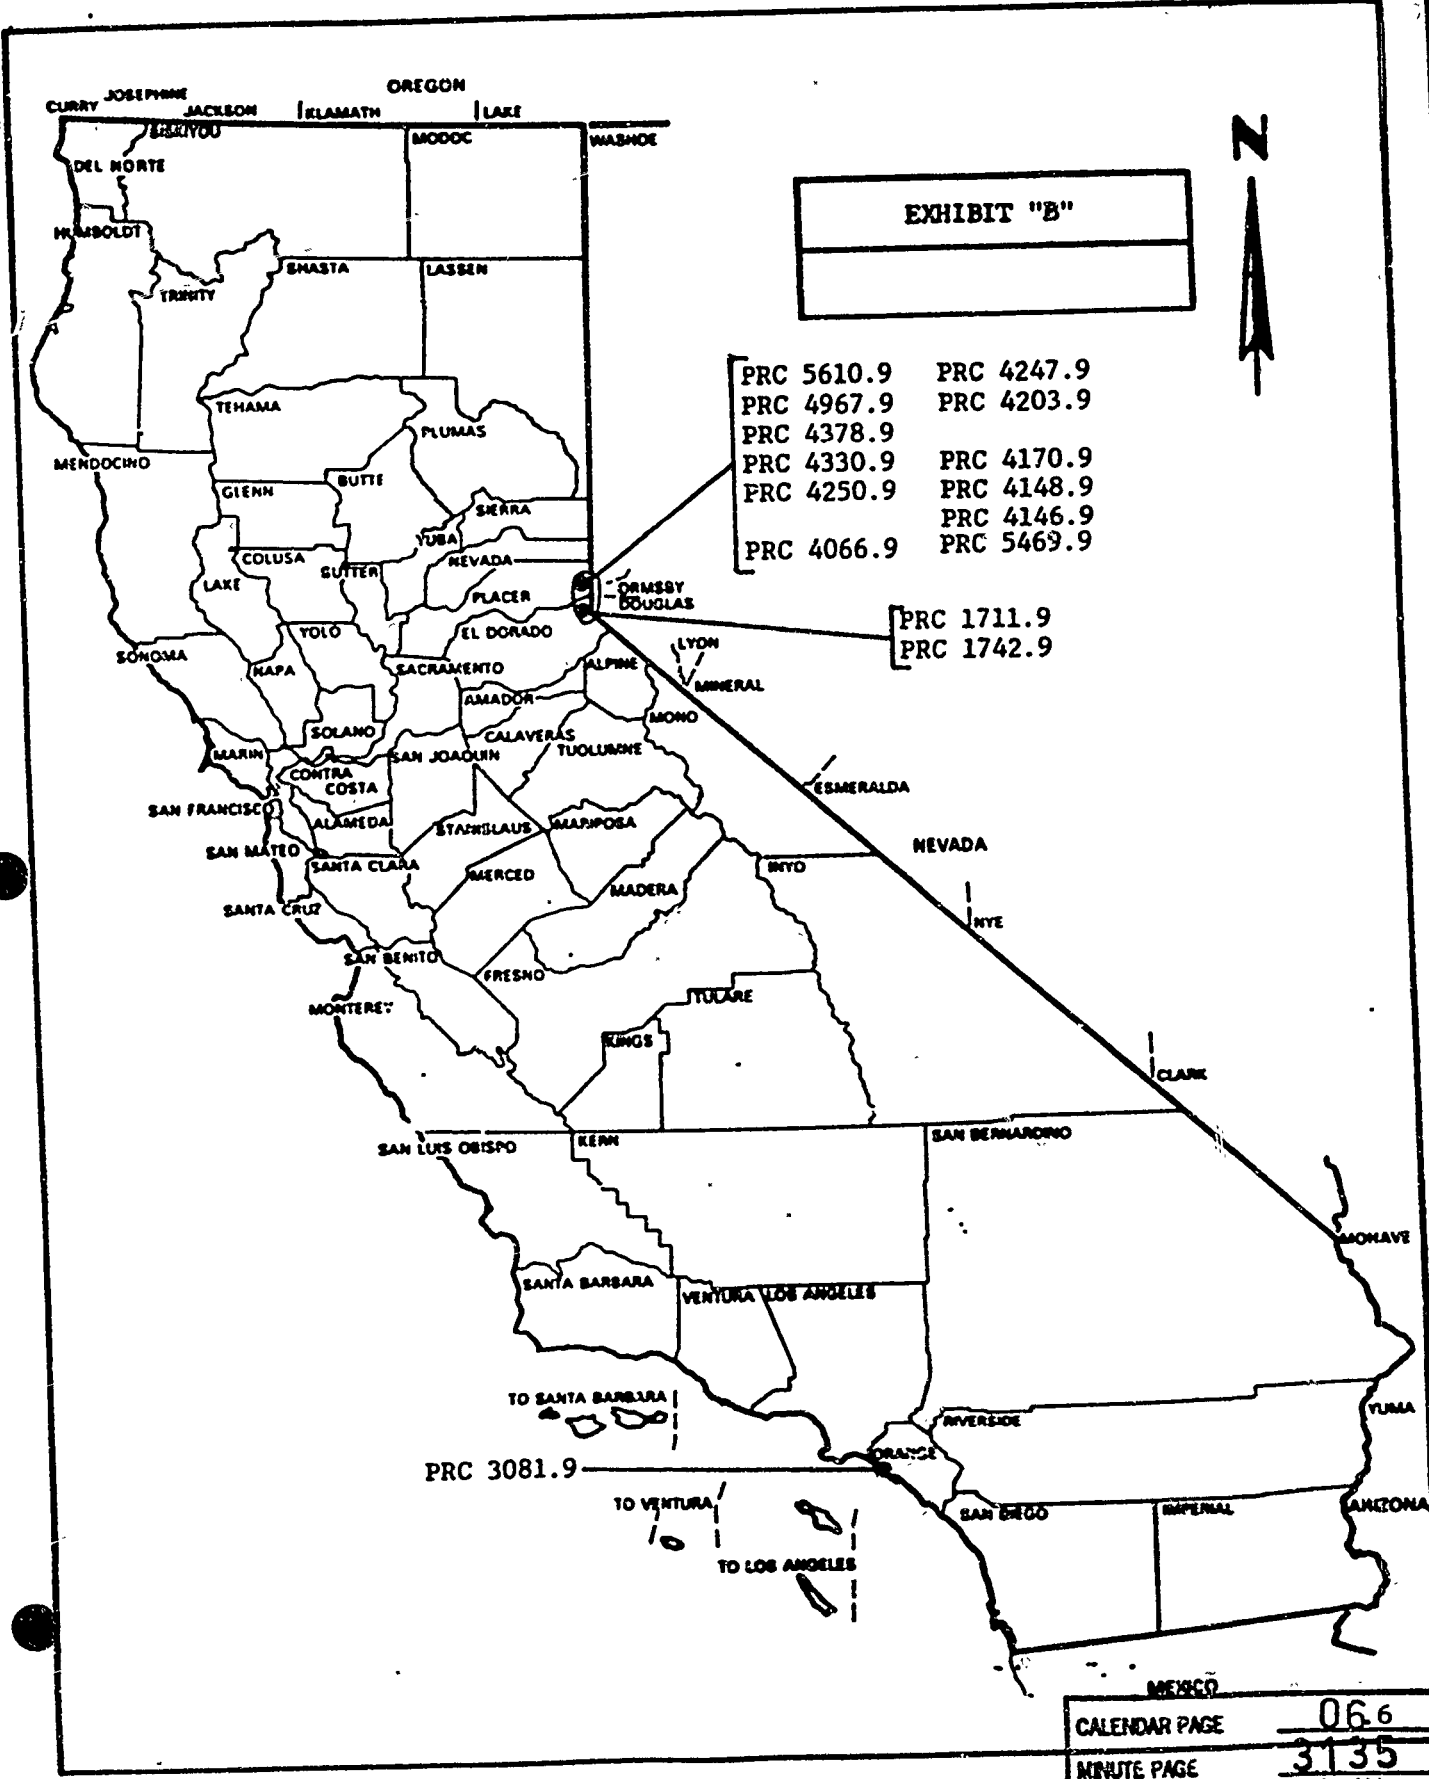 OREGON
CURRY JOSEPHINE JACKSON KLAMATH LAKE
SISKIYOU MODOC WASHOE
DEL NORTE
HUMBOLDT
SHASTA LASSEN
TRINITY
EXHIBIT "B"
N
TEHAMA
PLUMAS
MENDOCINO
BUTTE
GLENN
SIERRA
YUBA
COLUSA
NEVADA
SUTTER
LAKE
PLACER
ORMSBY
DOUGLAS
PRC 5610.9 PRC 4247.9
PRC 4967.9 PRC 4203.9
PRC 4378.9
PRC 4330.9 PRC 4170.9
PRC 4250.9 PRC 4148.9
PRC 4146.9
PRC 4066.9 PRC 5469.9
PRC 1711.9
PRC 1742.9
YOLO
EL DORADO
SONOMA
NAPA
SACRAMENTO
ALPINE
LYON
MINERAL
AMADOR
MONO
SOLANO
CALAVERAS
MARIN
SAN JOAQUIN
TUOLUMNE
CONTRA
COSTA
ESMERALDA
SAN FRANCISCO
ALAMEDA
STANISLAUS
MARIPOSA
NEVADA
SAN MATEO
SANTA CLARA
MERCED
MADERA
INYO
SANTA CRUZ
NYE
SAN BENITO
FRESNO
MONTEREY
TULARE
KINGS
CLARK
SAN LUIS OBISPO
KERN
SAN BERNARDINO
MOHAVE
SANTA BARBARA
VENTURA LOS ANGELES
TO SANTA BARBARA
RIVERSIDE
YUMA
ORANGE
PRC 3081.9
TO VENTURA
SAN DIEGO
IMPERIAL
ARIZONA
TO LOS ANGELES
MEXICO
CALENDAR PAGE 066
MINUTE PAGE 3135